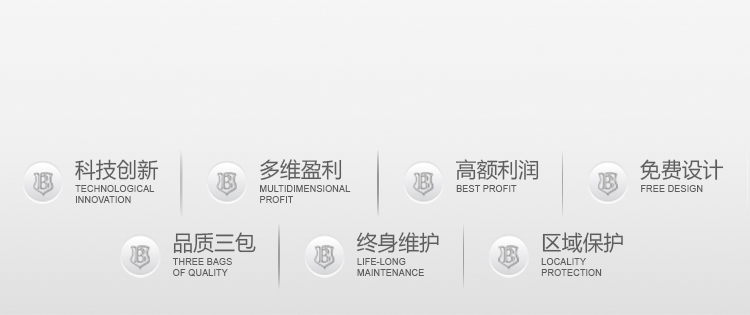 科技创新
TECHNOLOGICAL
INNOVATION
多维盈利
MULTIDIMENSIONAL
PROFIT
高额利润
BEST PROFIT
免费设计
FREE DESIGN
品质三包
THREE BAGS
OF QUALITY
终身维护
LIFE-LONG
MAINTENANCE
区域保护
LOCALITY
PROTECTION